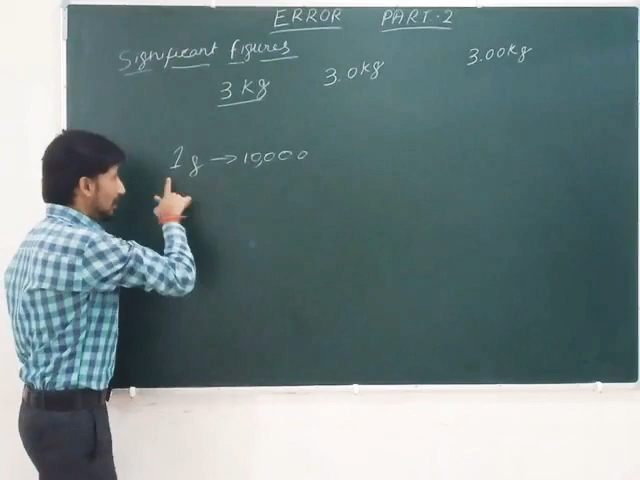 ERROR PART-2
Significant figures
3 kg 3.0kg 3.00kg
1 g → 10,000